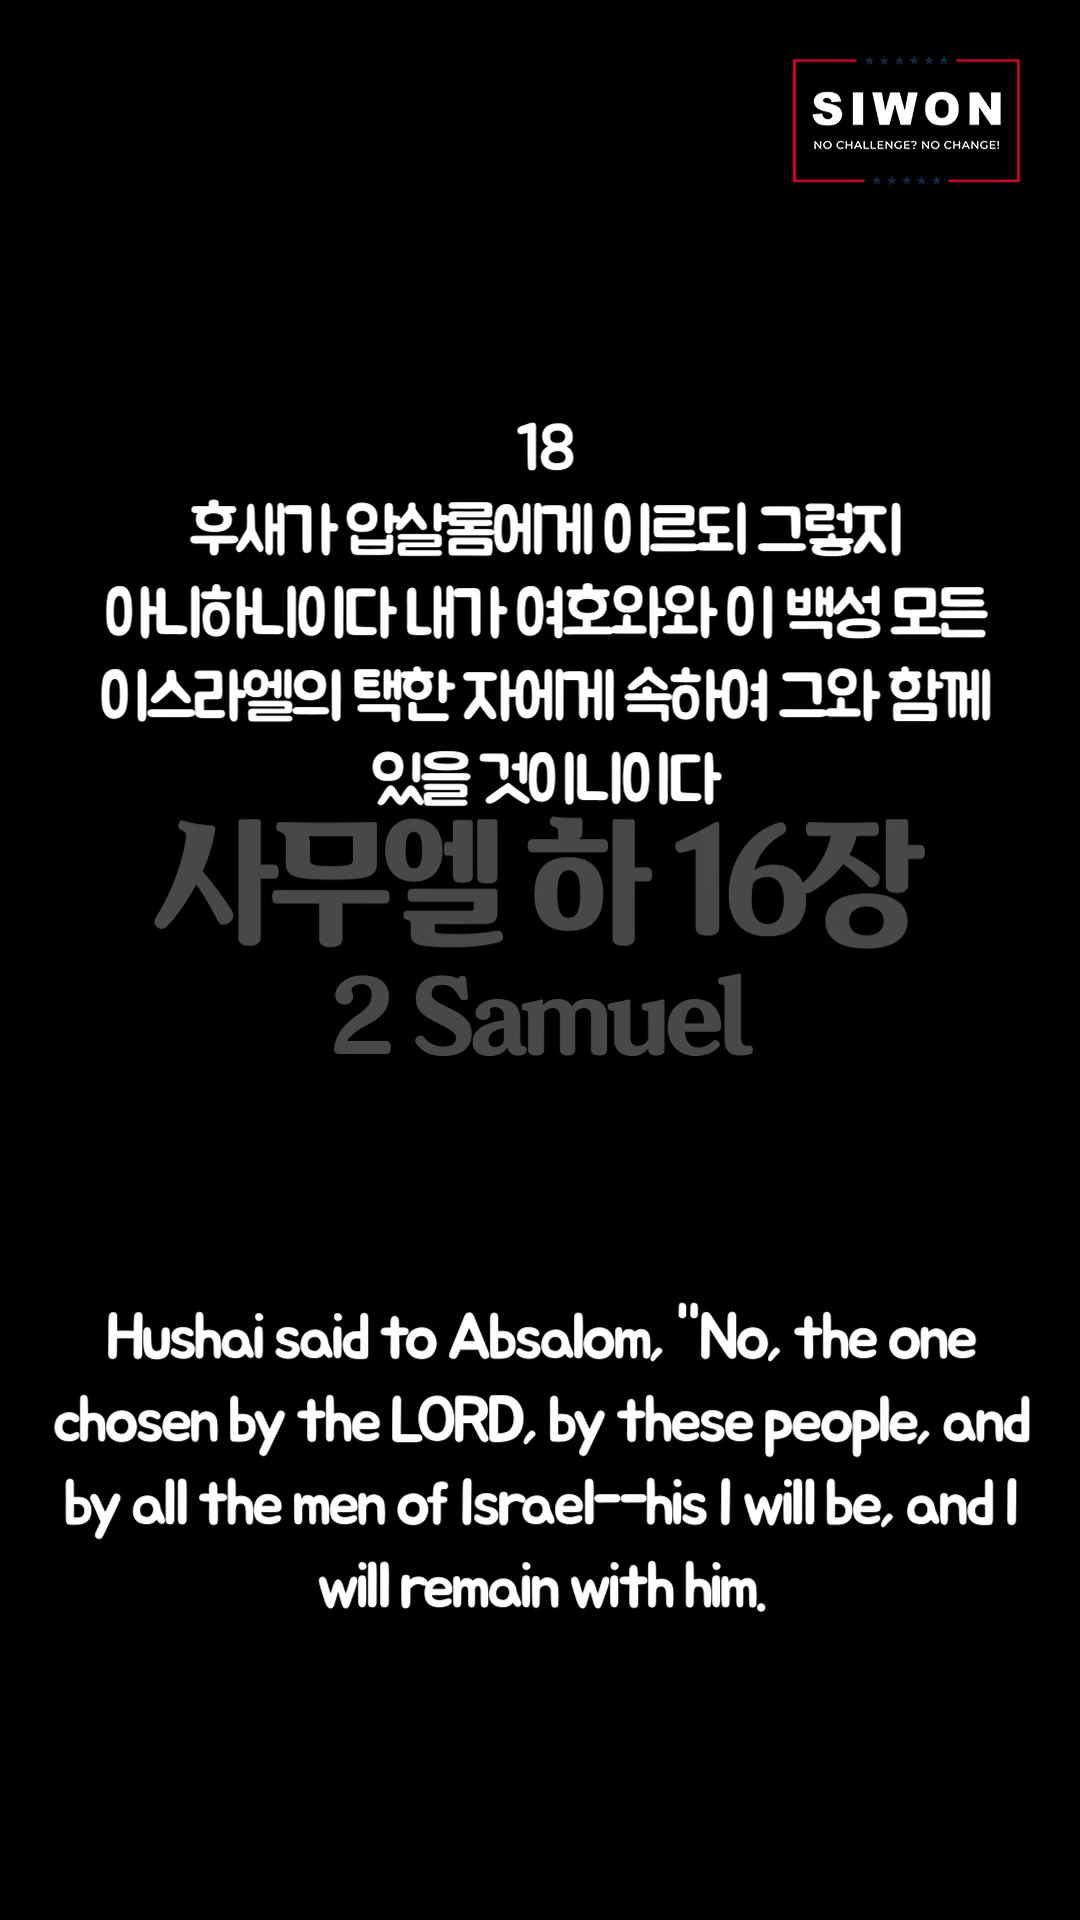 SIWON
NO CHALLENGE? NO CHANGE!
18
후새가 압살롬에게 이르되 그렇지
아니하니이다 내가 여호와와 이 백성 모든
이스라엘의 택한 자에게 속하여 그와 함께
있을 것이니이다
사무엘 하 16장
2 Samuel
Hushai said to Absalom, "No, the one
chosen by the LORD, by these people, and
by all the men of Israel--his I will be, and I
will remain with him.